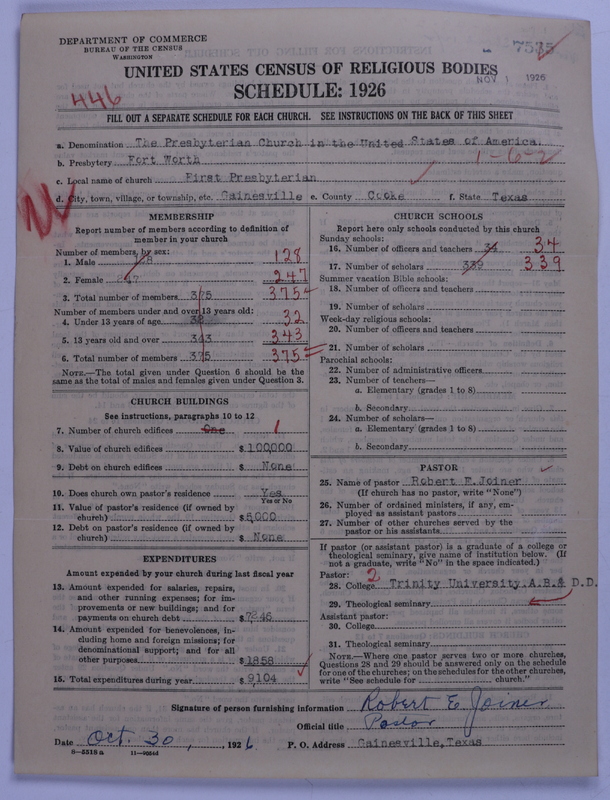 DEPARTMENT OF COMMERCE
BUREAU OF THE CENSUS
WASHINGTON
7535
NOV 1 1926
UNITED STATES CENSUS OF RELIGIOUS BODIES
SCHEDULE: 1926
446
FILL OUT A SEPARATE SCHEDULE FOR EACH CHURCH. SEE INSTRUCTIONS ON THE BACK OF THIS SHEET
a. Denomination The Presbyterian Church in the United States of America.
b. Presbytery Fort Worth 1-6-2
c. Local name of church First Presbyterian
d. City, town, village, or township, etc. Gainesville e. County Cooke f. State Texas
MEMBERSHIP
Report number of members according to definition of member in your church
Number of members, by sex:
1. Male 128 128
2. Female 247 247
3. Total number of members 375 375
Number of members under and over 13 years old:
4. Under 13 years of age 32
5. 13 years old and over 343 343
6. Total number of members 375 375
NOTE.—The total given under Question 6 should be
same as the total of males and females given under Question 3.
CHURCH BUILDINGS
See instructions, paragraphs 10 to 12
7. Number of church edifices One 1
8. Value of church edifices $100,000
9. Debt on church edifices $ None
10. Does church own pastor's residence Yes
Yes or No
11. Value of pastor's residence (if owned by
church) $5,000
12. Debt on pastor's residence (if owned by
church) $ None
EXPENDITURES
Amount expended by your church during last fiscal year
13. Amount expended for salaries, repairs,
and other running expenses; for im-
provements or new buildings; and for
payments on church debt $7246
14. Amount expended for benevolences, in-
cluding home and foreign missions; for
denominational support; and for all
other purposes $1858
15. Total expenditures during year $9104
CHURCH SCHOOLS
Report here only schools conducted by this church
Sunday schools:
16. Number of officers and teachers 34 34
17. Number of scholars 339 339
Summer vacation Bible schools:
18. Number of officers and teachers
19. Number of scholars
Week-day religious schools:
20. Number of officers and teachers
21. Number of scholars
Parochial schools:
22. Number of administrative officers
23. Number of teachers—
a. Elementary (grades 1 to 8)
b. Secondary
24. Number of scholars—
a. Elementary (grades 1 to 8)
b. Secondary
PASTOR
25. Name of pastor Robert E. Joiner
(If church has no pastor, write "None")
26. Number of ordained ministers, if any, em-
ployed as assistant pastors
27. Number of other churches served by the
pastor or his assistants
If pastor (or assistant pastor) is a graduate of a college or
theological seminary, give name of institution below. (If
not a graduate, write "No" in the space indicated.)
Pastor: 2
28. College Trinity University.A.B.& D.D.
29. Theological seminary
Assistant pastor:
30. College
31. Theological seminary
NOTE.—Where one pastor serves two or more churches,
Questions 28 and 29 should be answered only on the schedule
for one of the churches; on the schedules for the other churches,
write "See schedule for church."
Signature of person furnishing information Robert E. Joiner
Official title Pastor
Date Oct. 30, 1926 P. O. Address Gainesville, Texas
8—5518a